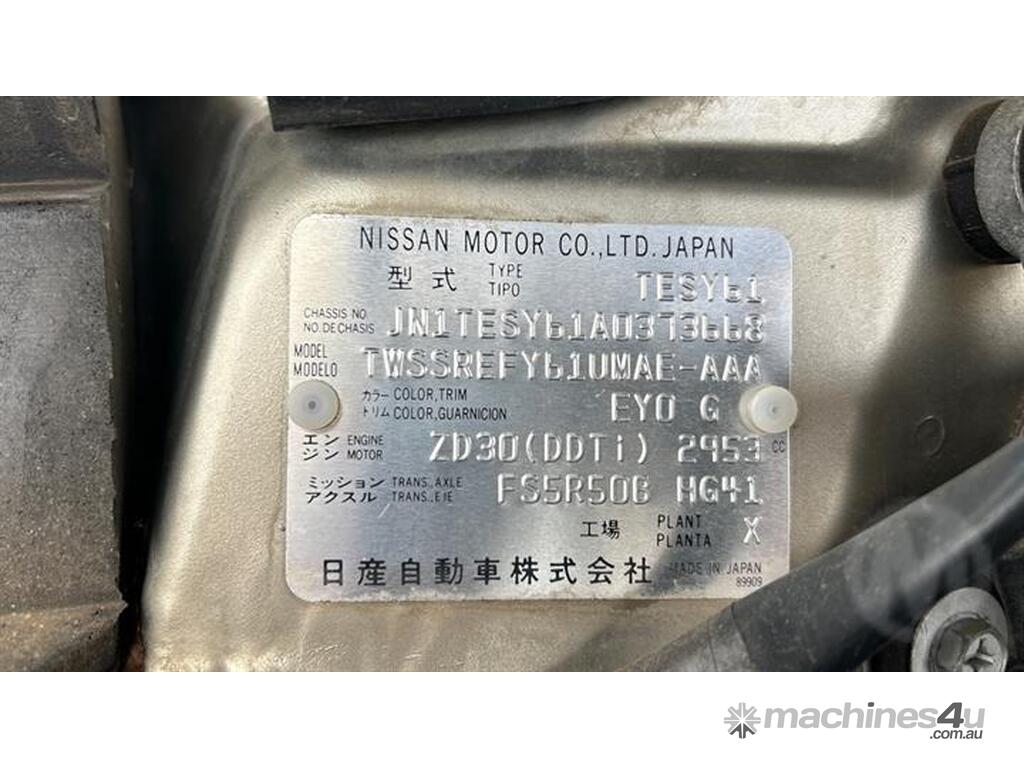 NISSAN MOTOR CO.,LTD. JAPAN
型式 TYPE TIPO TESY61
CHASSIS NO. NO. DE CHASIS JN1TESY61A0373668
MODEL MODELO TWSSREFY61UMAE-AAA
カラー COLOR, TRIM
トリム COLOR, GUARNICION EY0 G
エンジン ENGINE MOTOR ZD30(DDTi) 2953 CC
ミッション TRANS., AXLE
アクスル TRANS., EJE FS5R50B HG41
工場 PLANT PLANTA X
日産自動車株式会社 MADE IN JAPAN
89909
machines4u
.com.au